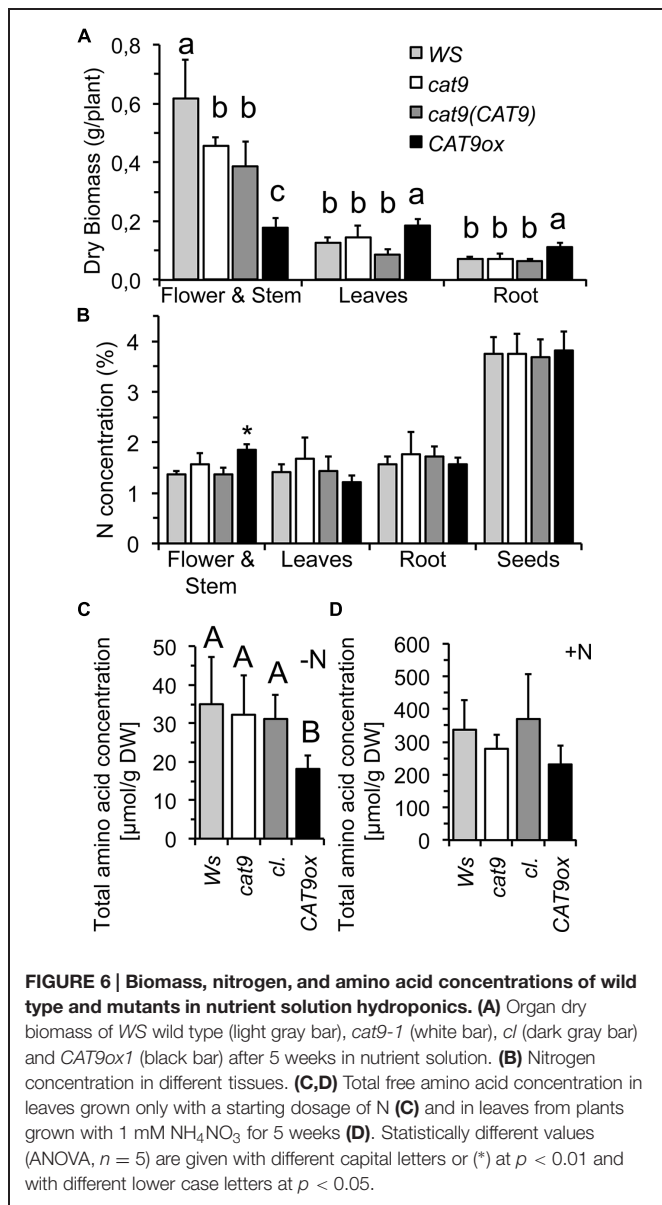 A
0,8
0,6
0,4
0,2
0,0
Dry Biomass (g/plant)
a
b b
c
b b b a
b b b a
WS
cat9
cat9(CAT9)
CAT9ox
Flower & Stem Leaves Root
B
4
3
2
1
0
N concentration (%)
*
Flower & Stem Leaves Root Seeds
C
50
40
30
20
10
0
Total amino acid concentration
[µmol/g DW]
A A A B
-N
Ws cat9 cl. CAT9ox
D
600
500
400
300
200
100
0
Total amino acid concentration
[µmol/g DW]
+N
Ws cat9 cl. CAT9ox
FIGURE 6 | Biomass, nitrogen, and amino acid concentrations of wild
type and mutants in nutrient solution hydroponics. (A) Organ dry
biomass of WS wild type (light gray bar), cat9-1 (white bar), cl (dark gray bar)
and CAT9ox1 (black bar) after 5 weeks in nutrient solution. (B) Nitrogen
concentration in different tissues. (C,D) Total free amino acid concentration in
leaves grown only with a starting dosage of N (C) and in leaves from plants
grown with 1 mM NH4NO3 for 5 weeks (D). Statistically different values
(ANOVA, n = 5) are given with different capital letters or (*) at p < 0.01 and
with different lower case letters at p < 0.05.